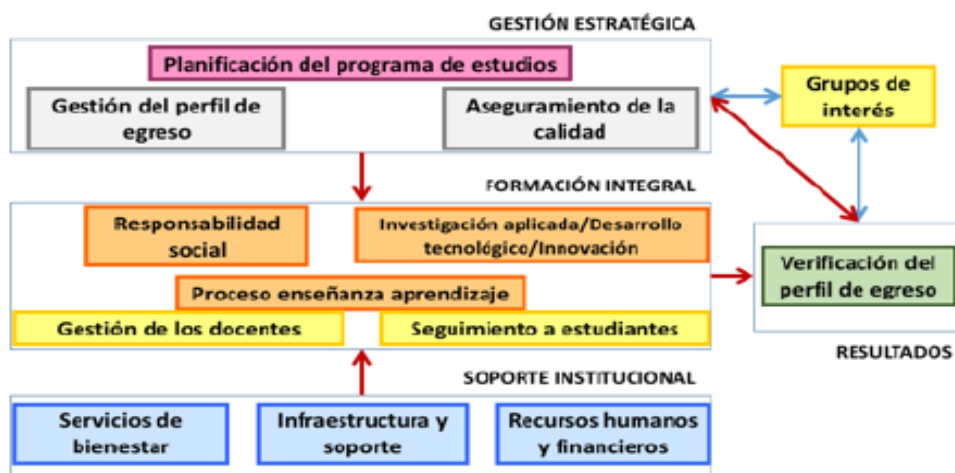 GESTIÓN ESTRATÉGICA
Planificación del programa de estudios
Gestión del perfil de
egreso
Aseguramiento de la
calidad
Grupos de
interés
FORMACIÓN INTEGRAL
Responsabilidad
social
Investigación aplicada/Desarrollo
tecnológico/Innovación
Proceso enseñanza aprendizaje
Gestión de los docentes
Seguimiento a estudiantes
Verificación del
perfil de egreso
RESULTADOS
SOPORTE INSTITUCIONAL
Servicios de
bienestar
Infraestructura y
soporte
Recursos humanos
y financieros